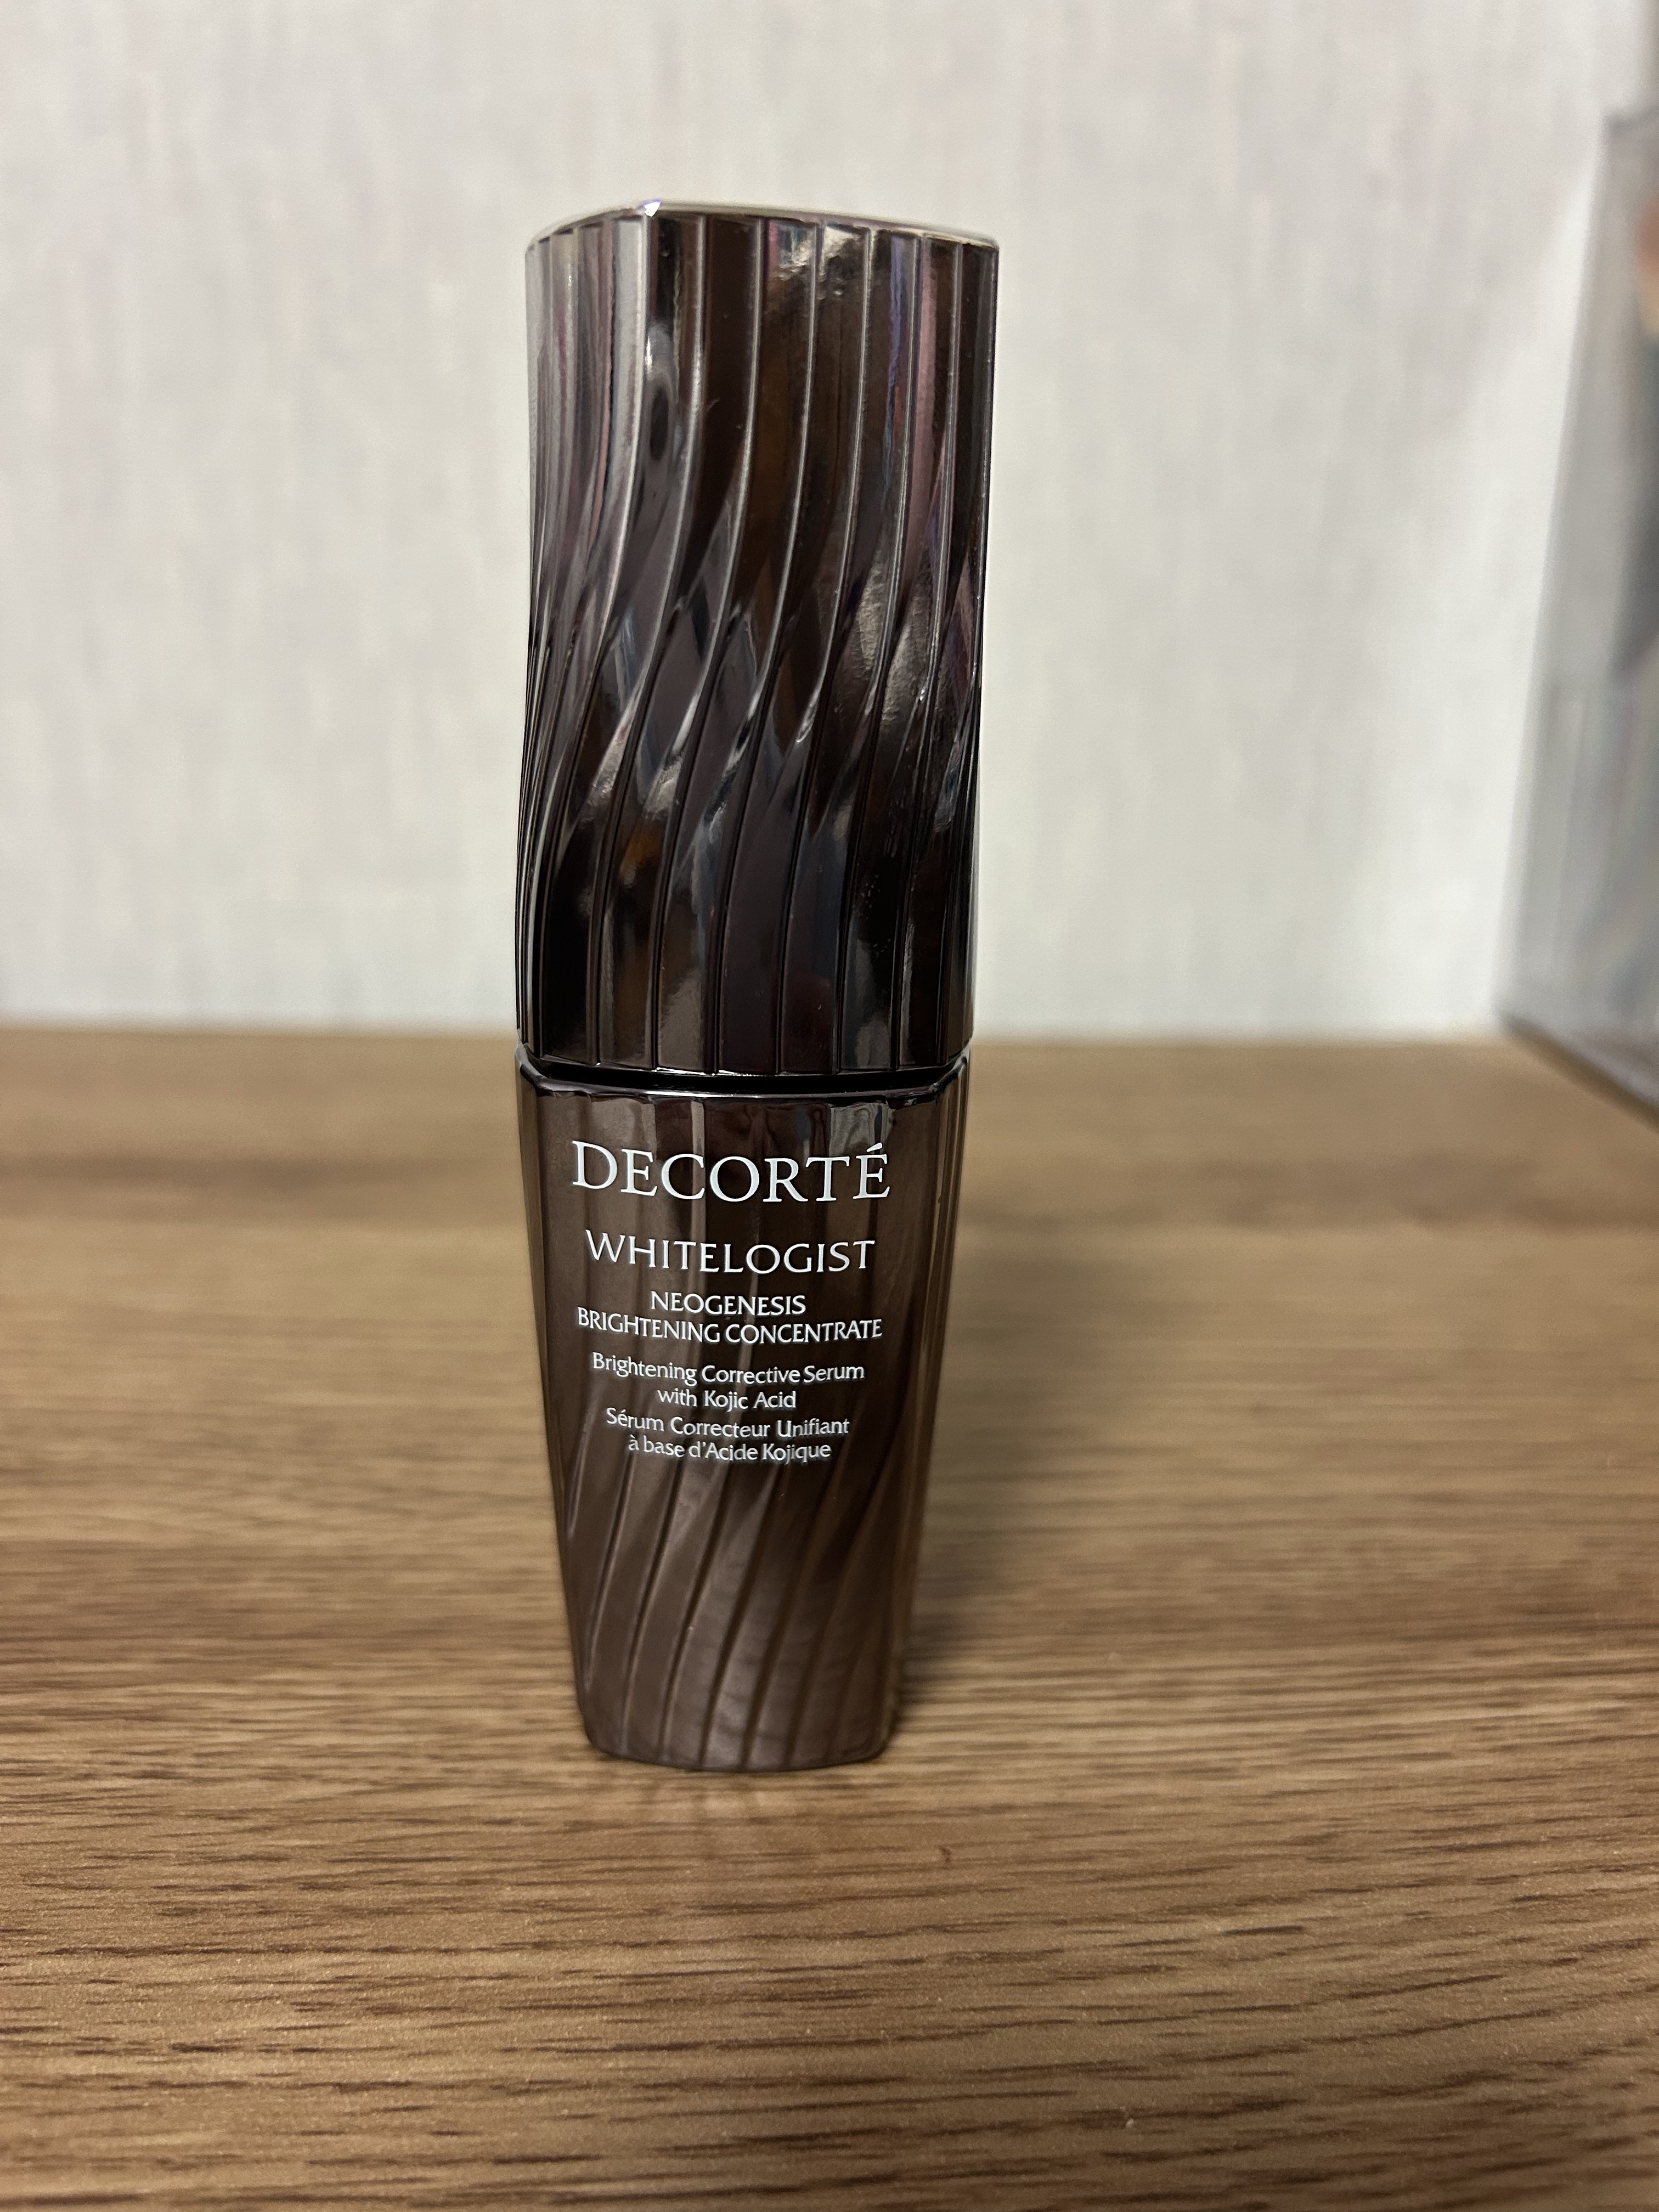 DECORTÉ
WHITELOGIST
NEOGENESIS
BRIGHTENING CONCENTRATE
Brightening Corrective Serum
with Kojic Acid
Sérum Correcteur Unifiant
à base d'Acide Kojique